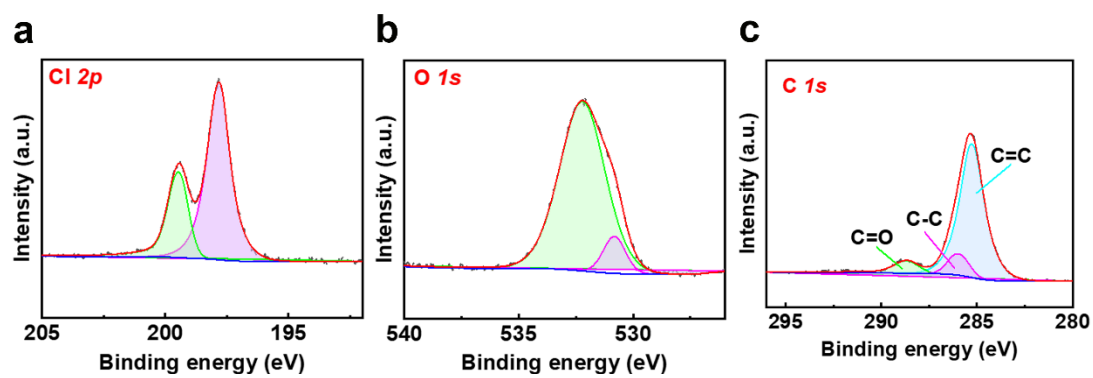 a
Cl 2p
Intensity (a.u.)
205
200
195
Binding energy (eV)
b
O 1s
Intensity (a.u.)
540
535
530
Binding energy (eV)
c
C 1s
C=C
C-C
C=O
Intensity (a.u.)
295
290
285
280
Binding energy (eV)